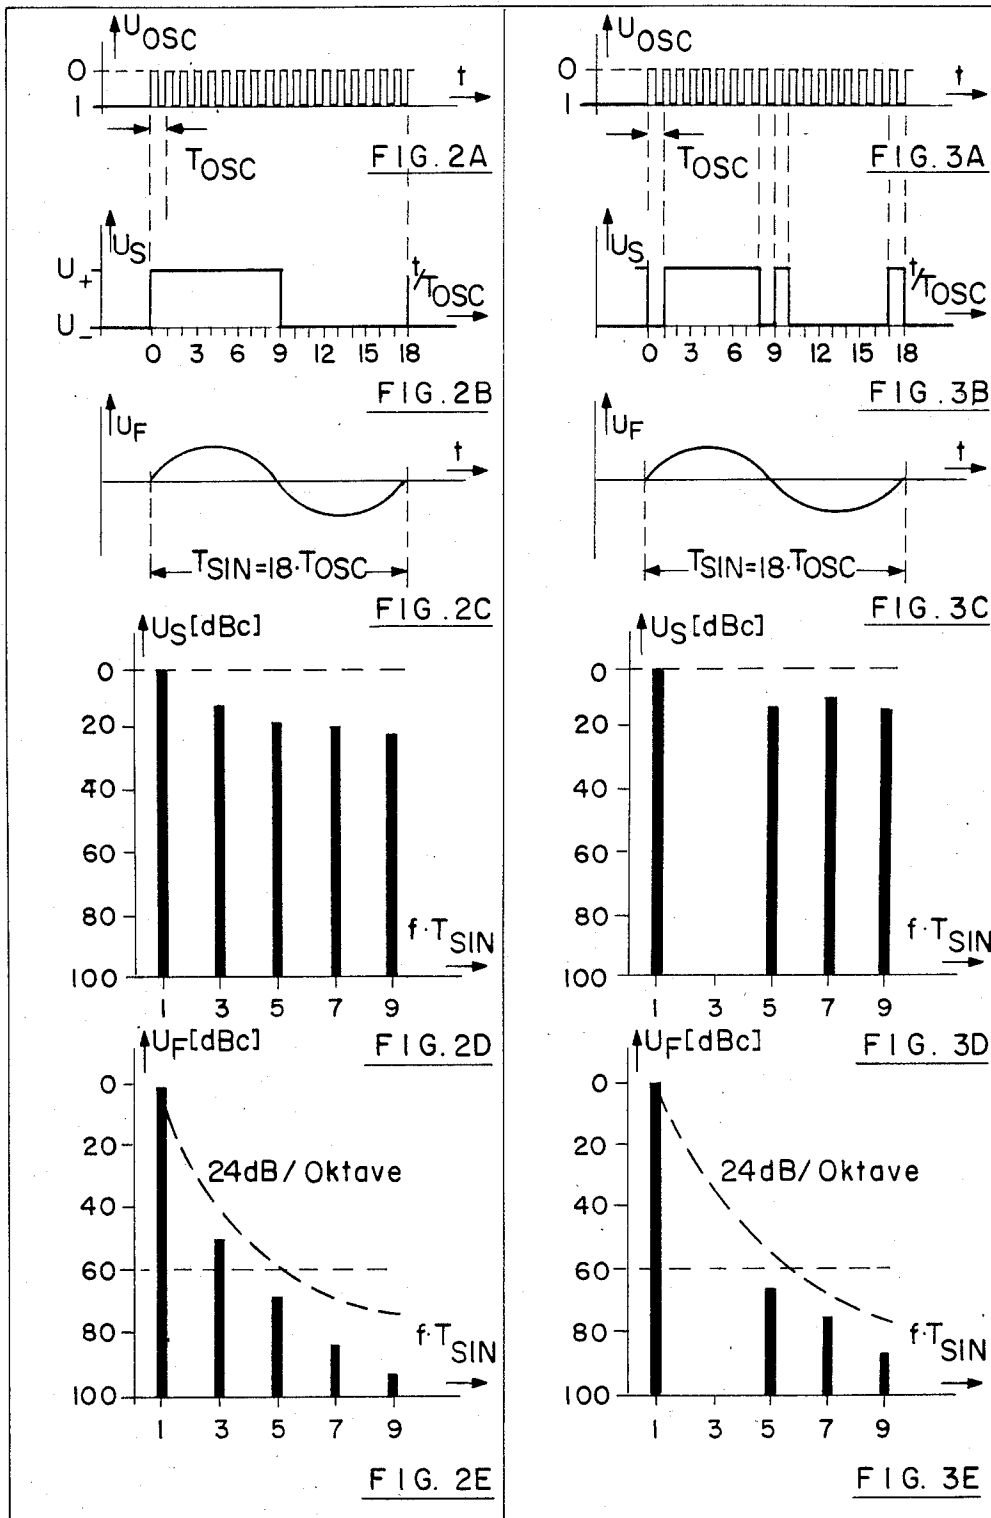 U_OSC
0
1
t
T_OSC
FIG. 2A
U_S
U_+
U_-
t/T_OSC
0 3 6 9 12 15 18
FIG. 2B
U_F
t
T_SIN=18·T_OSC
FIG. 2C
U_S [dBc]
0
20
40
60
80
100
f·T_SIN
1 3 5 7 9
FIG. 2D
U_F [dBc]
0
20
40
60
80
100
24dB/Oktave
f·T_SIN
1 3 5 7 9
FIG. 2E
U_OSC
0
1
t
T_OSC
FIG. 3A
U_S
t/T_OSC
0 3 6 9 12 15 18
FIG. 3B
U_F
t
T_SIN=18·T_OSC
FIG. 3C
U_S [dBc]
0
20
40
60
80
100
f·T_SIN
1 3 5 7 9
FIG. 3D
U_F [dBc]
0
20
40
60
80
100
24dB/Oktave
f·T_SIN
1 3 5 7 9
FIG. 3E